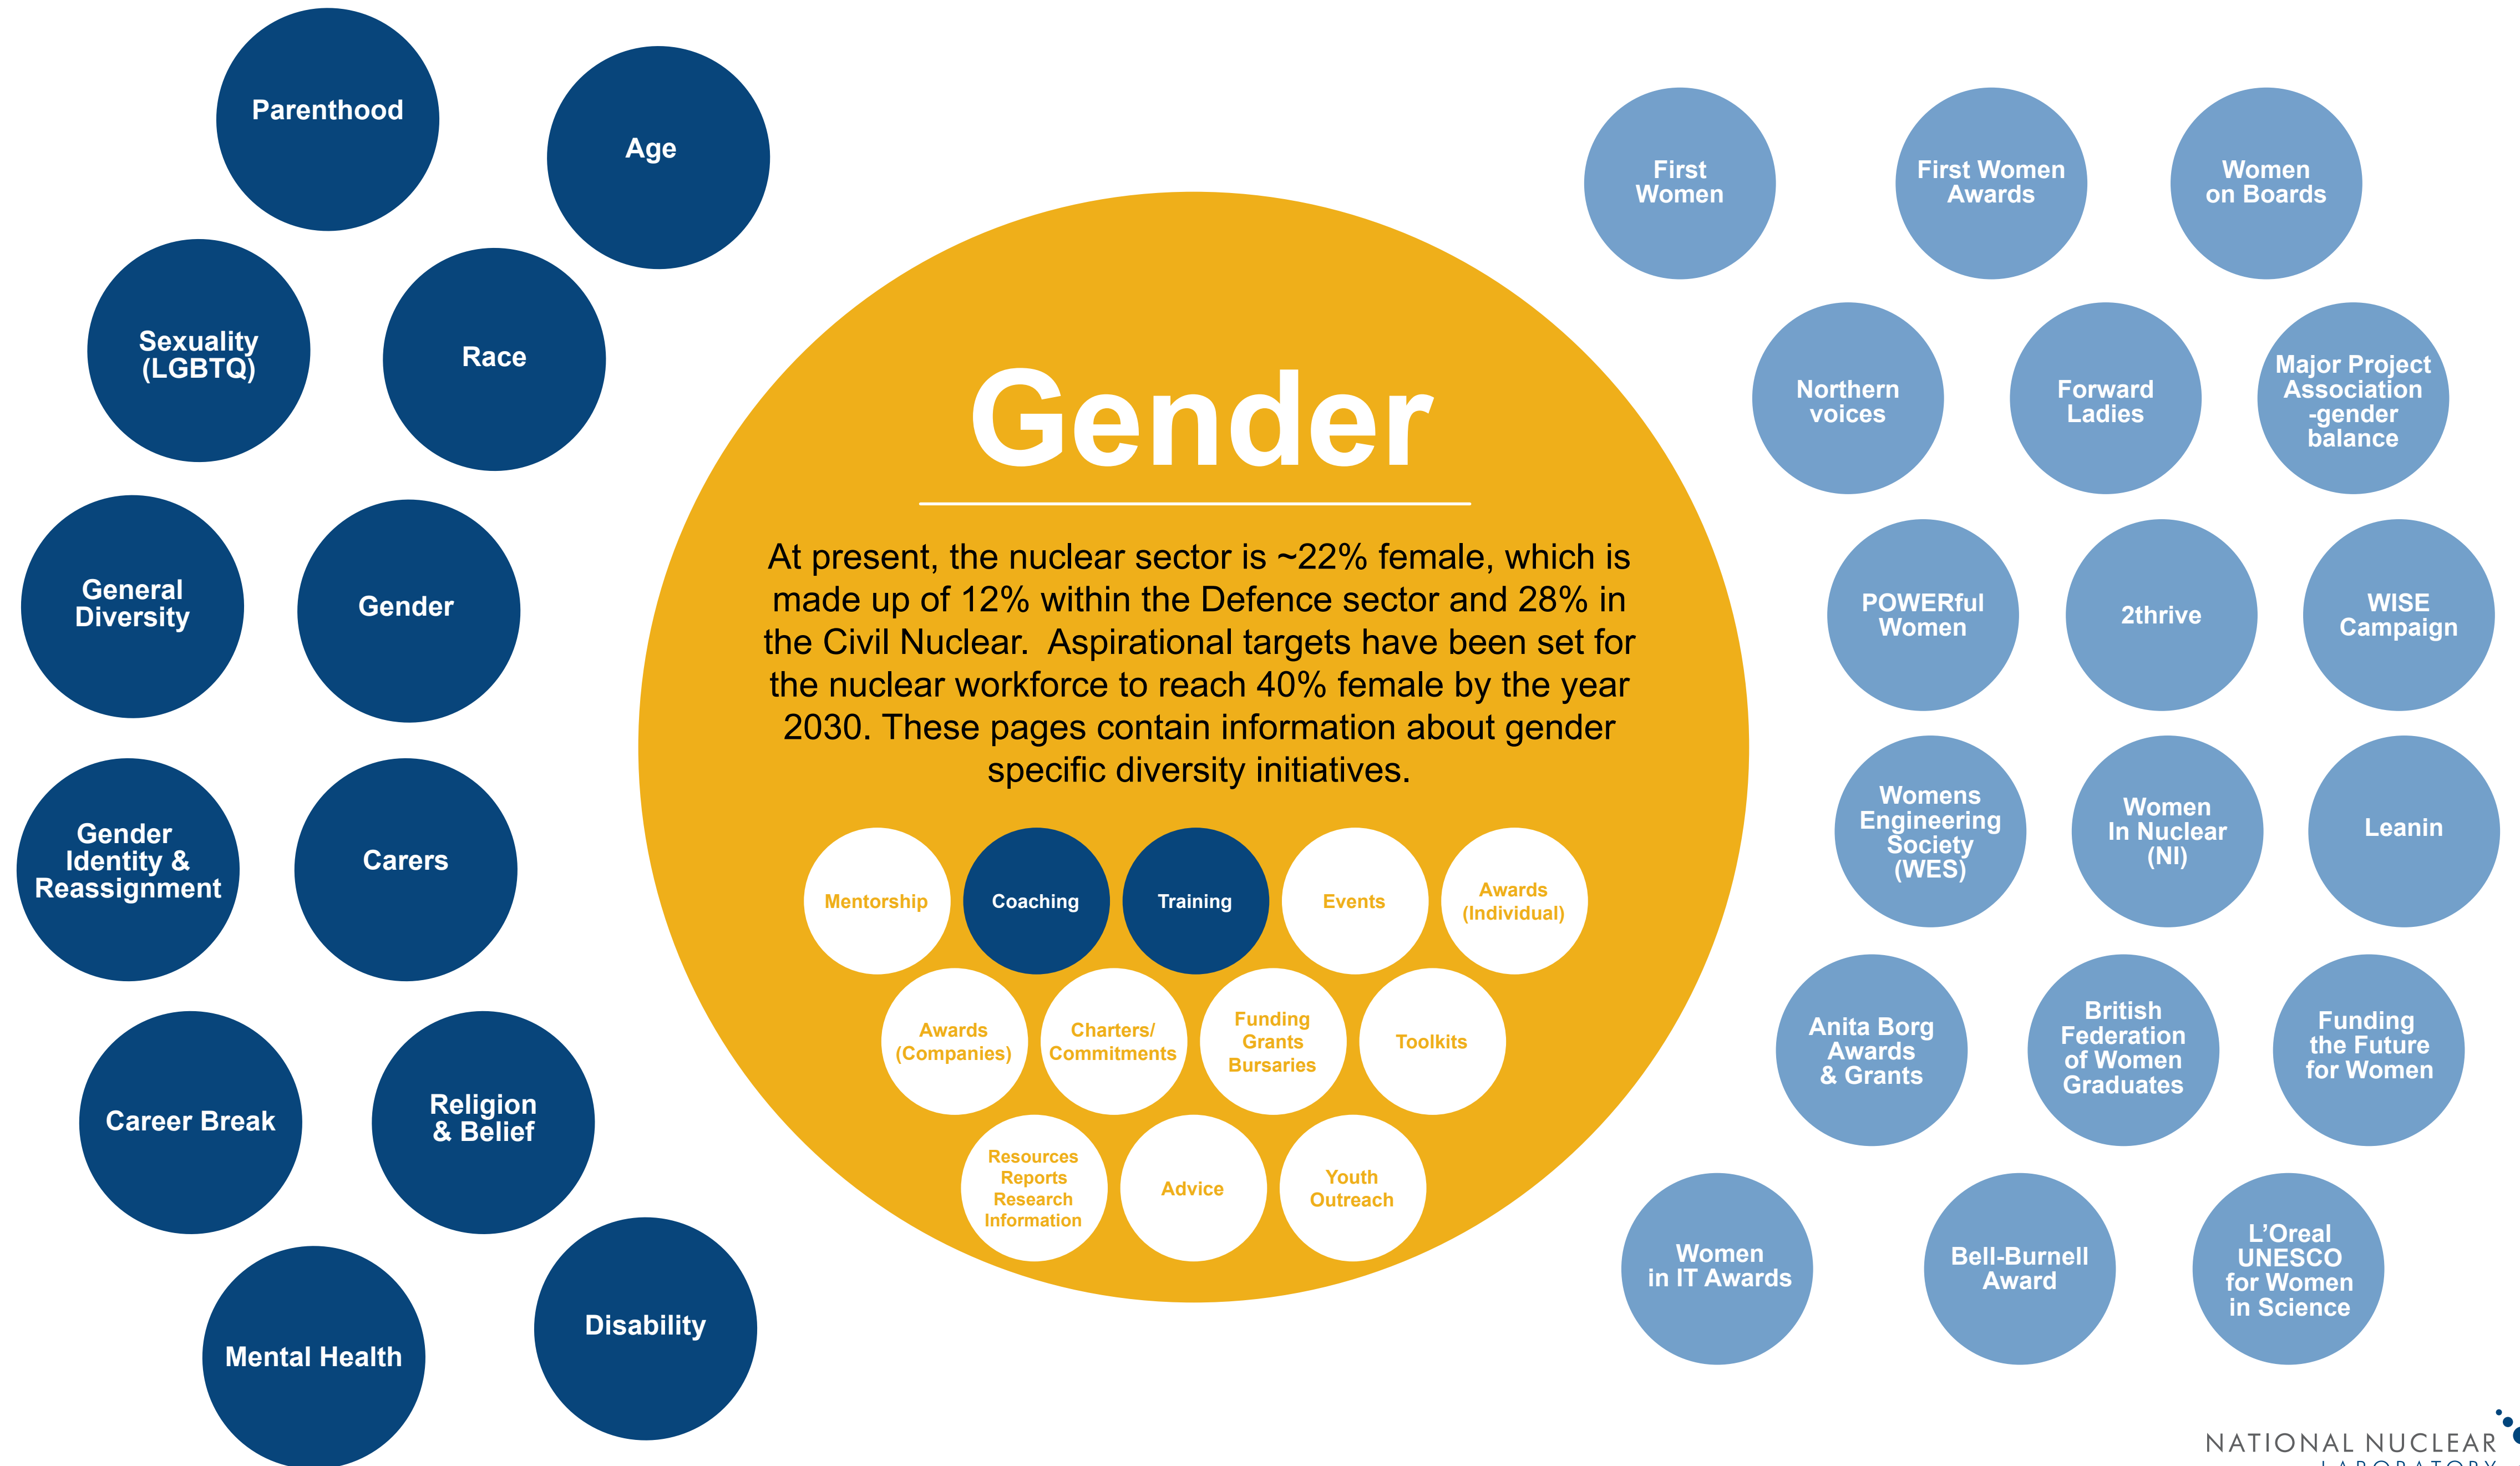 Parenthood
Age
Sexuality
(LGBTQ)
Race
General
Diversity
Gender
Gender
Identity &
Reassignment
Carers
Career Break
Religion
& Belief
Mental Health
Disability
Gender
At present, the nuclear sector is ~22% female, which is
made up of 12% within the Defence sector and 28% in
the Civil Nuclear.  Aspirational targets have been set for
the nuclear workforce to reach 40% female by the year
2030. These pages contain information about gender
specific diversity initiatives.
Mentorship
Coaching
Training
Events
Awards
(Individual)
Awards
(Companies)
Charters/
Commitments
Funding
Grants
Bursaries
Toolkits
Resources
Reports
Research
Information
Advice
Youth
Outreach
First
Women
First Women
Awards
Women
on Boards
Northern
voices
Forward
Ladies
Major Project
Association
-gender
balance
POWERful
Women
2thrive
WISE
Campaign
Womens
Engineering
Society
(WES)
Women
In Nuclear
(NI)
Leanin
Anita Borg
Awards
& Grants
British
Federation
of Women
Graduates
Funding
the Future
for Women
Women
in IT Awards
Bell-Burnell
Award
L’Oreal
UNESCO
for Women
in Science
NATIONAL NUCLEAR
LABORATORY